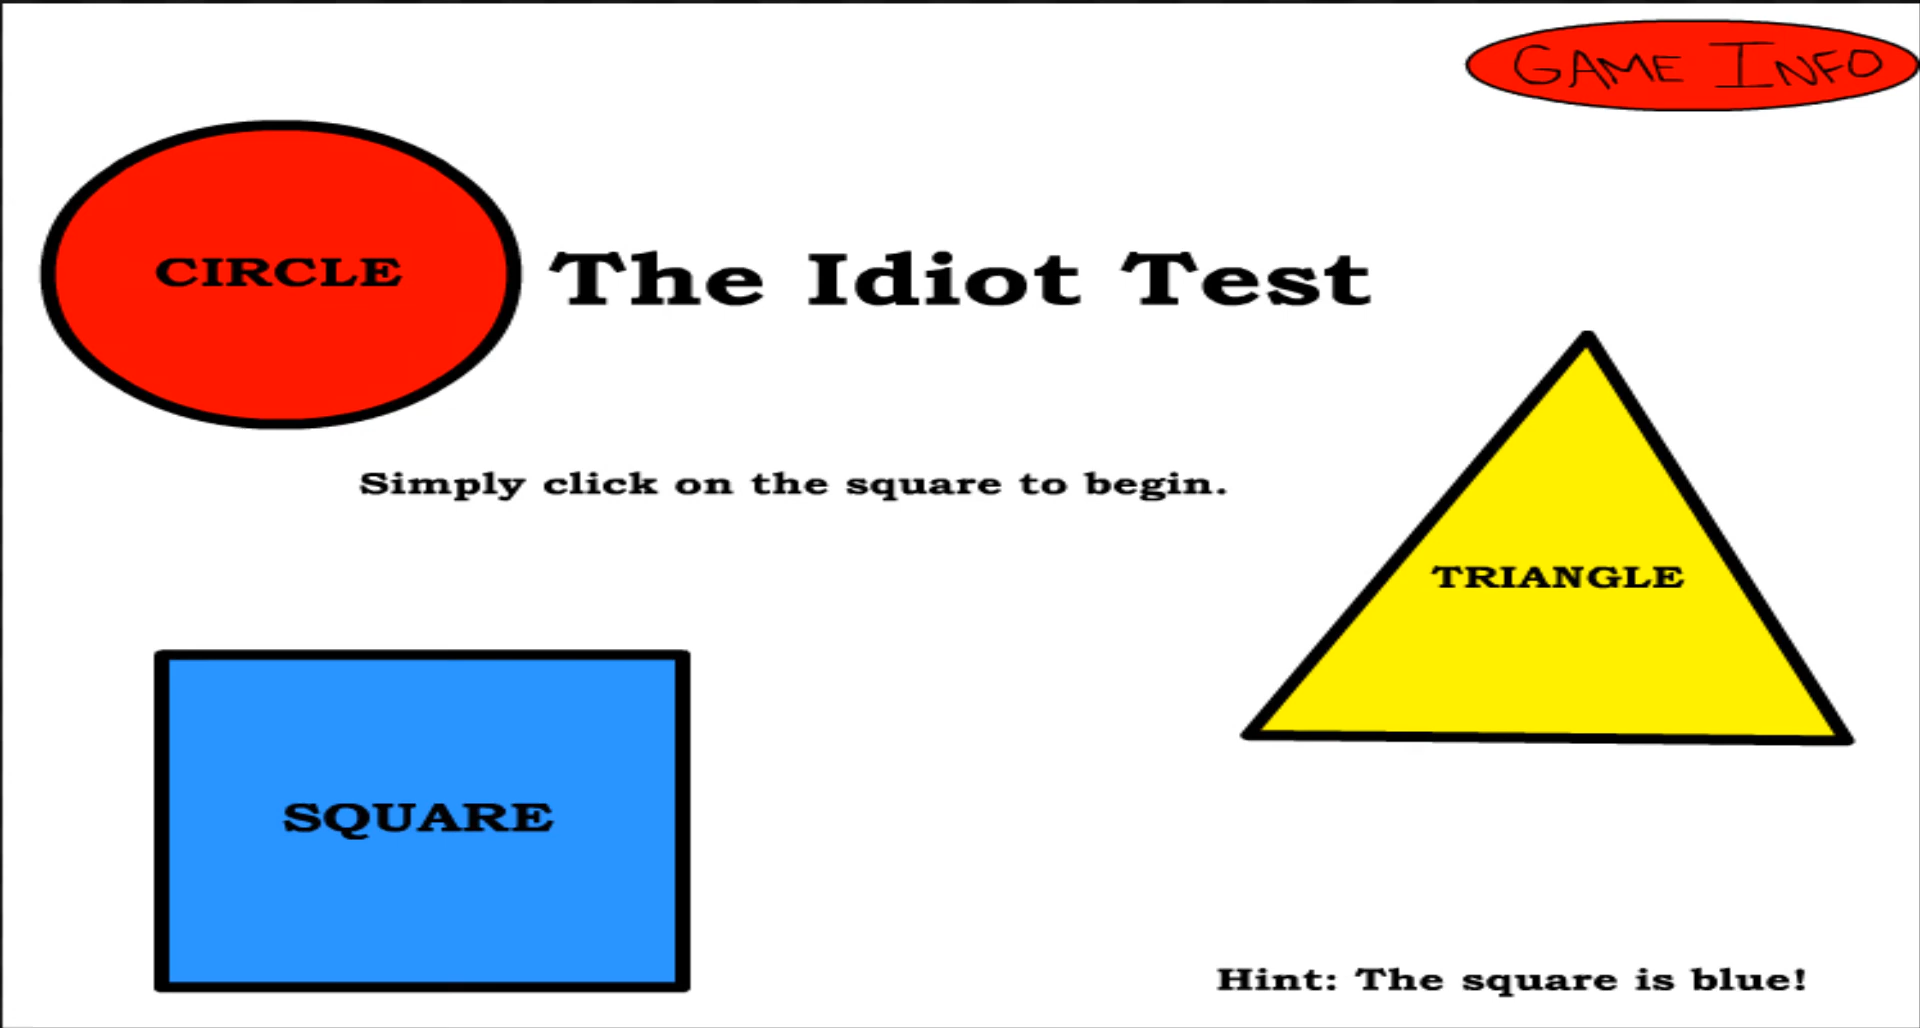 GAME INFO
CIRCLE
The Idiot Test
Simply click on the square to begin.
TRIANGLE
SQUARE
Hint: The square is blue!